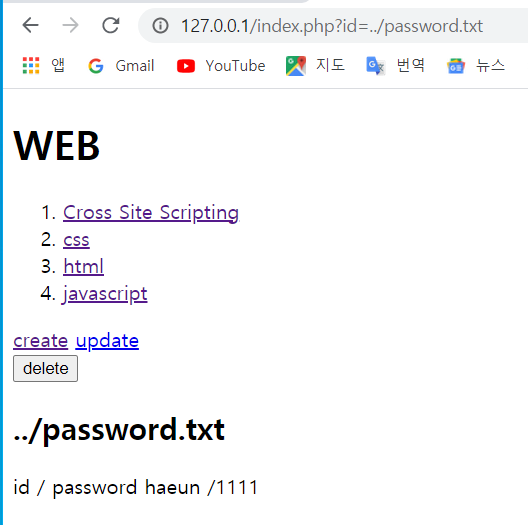 127.0.0.1/index.php?id=../password.txt
앱 Gmail YouTube 지도 번역 뉴스
WEB
1. Cross Site Scripting
2. css
3. html
4. javascript
create update
delete
../password.txt
id / password haeun /1111